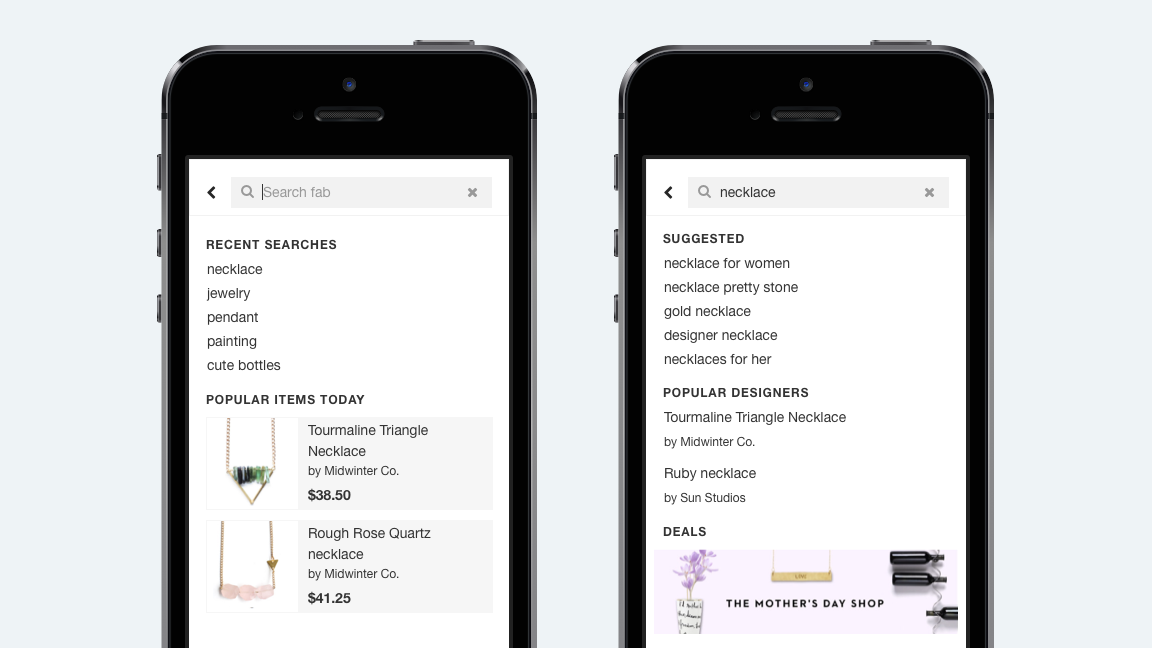 Search fab
RECENT SEARCHES
necklace
jewelry
pendant
painting
cute bottles
POPULAR ITEMS TODAY
Tourmaline Triangle
Necklace
by Midwinter Co.
$38.50
Rough Rose Quartz
necklace
by Midwinter Co.
$41.25
necklace
SUGGESTED
necklace for women
necklace pretty stone
gold necklace
designer necklace
necklaces for her
POPULAR DESIGNERS
Tourmaline Triangle Necklace
by Midwinter Co.
Ruby necklace
by Sun Studios
DEALS
THE MOTHER'S DAY SHOP